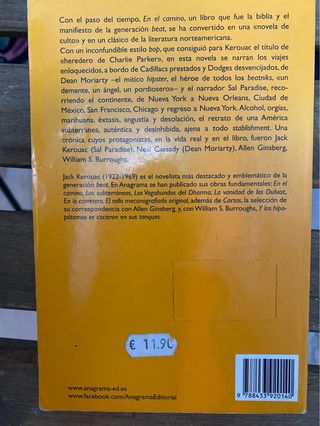 Con el paso del tiempo, En el camino, un libro que fue la biblia y el
manifiesto de la generación beat, se ha convertido en una «novela de
culto» y en un clásico de la literatura norteamericana.
Con un inconfundible estilo bop, que consiguió para Kerouac el título de
«heredero de Charlie Parker», en esta novela se narran los viajes
enloquecidos, a bordo de Cadillacs prestados y Dodges desvencijados, de
Dean Moriarty –el mítico hipster, el héroe de todos los beatniks, «un
demente, un ángel, un pordiosero»– y el narrador Sal Paradise, reco-
rriendo el continente, de Nueva York a Nueva Orleans, Ciudad de
México, San Francisco, Chicago y regreso a Nueva York. Alcohol, orgías,
marihuana, éxtasis, angustia y desolación, el retrato de una América
subterránea, auténtica y desinhibida, ajena a todo stablishment. Una
crónica cuyos protagonistas, en la vida real y en el libro, fueron Jack
Kerouac (Sal Paradise), Neal Cassady (Dean Moriarty), Allen Ginsberg,
William S. Burroughs.
Jack Kerouac (1922-1969) es el novelista más destacado y emblemático de la
generación beat. En Anagrama se han publicado sus obras fundamentales: En el
camino, Los subterráneos, Los Vagabundos del Dharma, La vanidad de los Duluoz,
En la carretera. El rollo mecanografiado original, además de Cartas, la selección de
su correspondencia con Allen Ginsberg, y, con William S. Burroughs, Y los hipo-
pótamos se cocieron en sus tanques.
€ 11.90
www.anagrama-ed.es
www.facebook.com/AnagramaEditorial
9 788433 920140